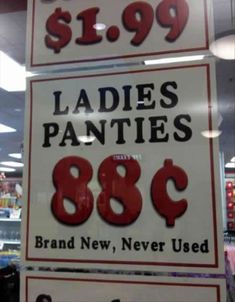 $1.99
LADIES
PANTIES
88¢
Brand New, Never Used